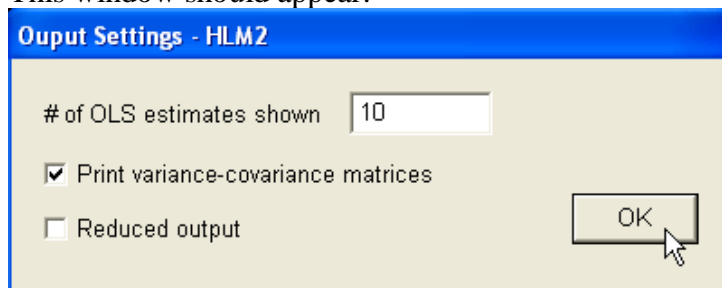 This window should appear.
Ouput Settings - HLM2
# of OLS estimates shown 10
Print variance-covariance matrices
Reduced output
OK